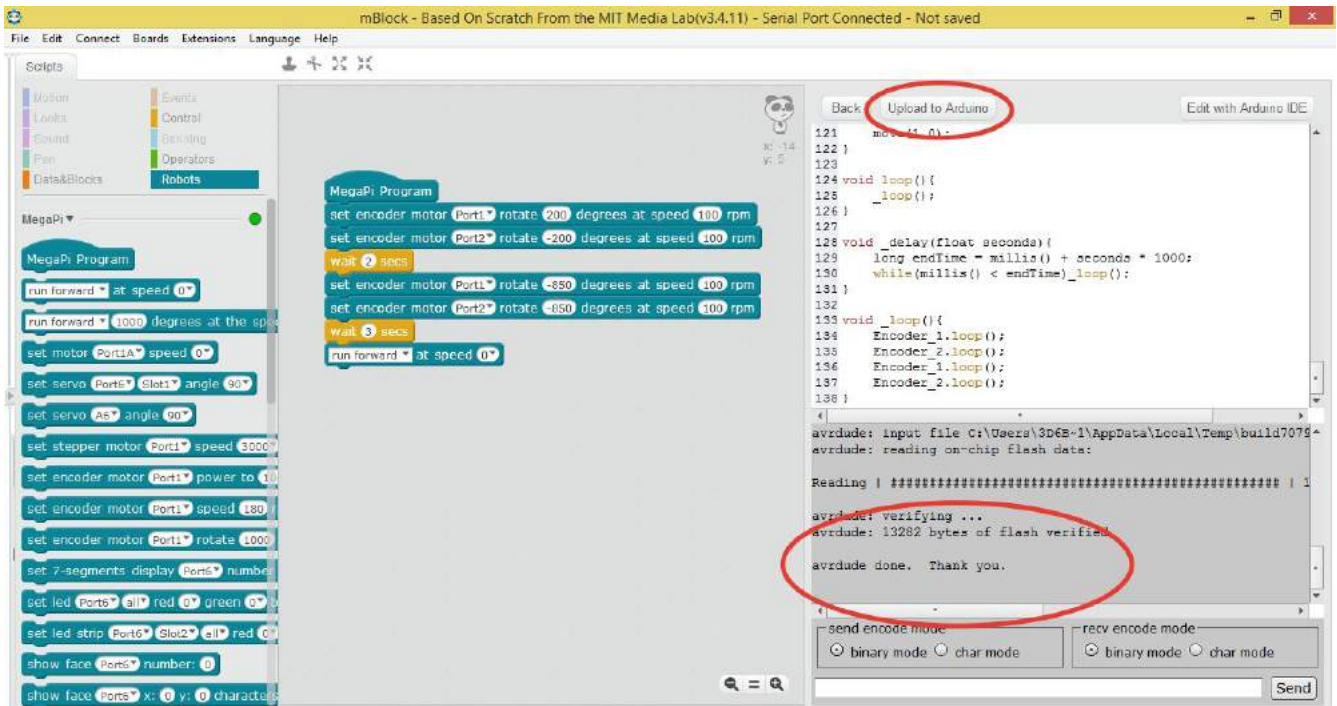 mBlock - Based On Scratch From the MIT Media Lab(v3.4.11) - Serial Port Connected - Not saved
File Edit Connect Boards Extensions Language Help
Scripts
Motion Events
Looks Control
Sound Sensing
Pen Operators
Data&Blocks Robots
MegaPi
MegaPi Program
run forward at speed 0
run forward 1000 degrees at the
set motor Port1A speed 0
set servo Port6 Slot1 angle 90
set servo A6 angle 90
set stepper motor Port1 speed 3000
set encoder motor Port1 power to
set encoder motor Port1 speed 180
set encoder motor Port1 rotate 1000
set 7-segments display Port6 number
set led Port6 all red 0 green 0
set led strip Port6 Slot2 all red 0
show face Port6 number: 0
show face Port6 x: 0 y: 0 characters
x: -14
y: 5
MegaPi Program
set encoder motor Port1 rotate 200 degrees at speed 100 rpm
set encoder motor Port2 rotate -200 degrees at speed 100 rpm
wait 2 secs
set encoder motor Port1 rotate -850 degrees at speed 100 rpm
set encoder motor Port2 rotate -850 degrees at speed 100 rpm
wait 3 secs
run forward at speed 0
Back Upload to Arduino Edit with Arduino IDE
121 move(1,0);
122 }
123
124 void loop(){
125 _loop();
126 }
127
128 void _delay(float seconds){
129 long endTime = millis() + seconds * 1000;
130 while(millis() < endTime)_loop();
131 }
132
133 void _loop(){
134 Encoder_1.loop();
135 Encoder_2.loop();
136 Encoder_1.loop();
137 Encoder_2.loop();
138 }
avrdude: input file C:\Users\3D6B~1\AppData\Local\Temp\build7079
avrdude: reading on-chip flash data:
Reading | ################################################## | 1
avrdude: verifying ...
avrdude: 13282 bytes of flash verified
avrdude done. Thank you.
send encode mode recv encode mode
binary mode char mode binary mode char mode
Send